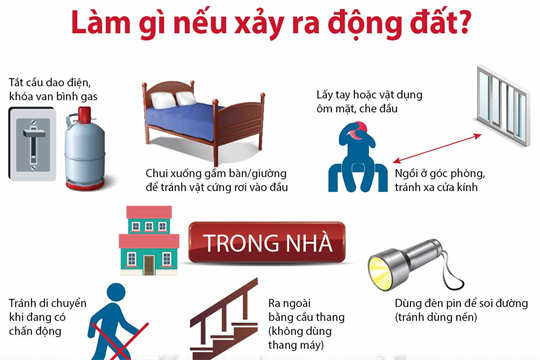 Làm gì nếu xảy ra động đất?
Tắt cầu dao điện,
khóa van bình gas
Chui xuống gầm bàn/giường
để tránh vật cứng rơi vào đầu
Lấy tay hoặc vật dụng
ôm mặt, che đầu
Ngồi ở góc phòng,
tránh xa cửa kính
TRONG NHÀ
Tránh di chuyển
khi đang có
chấn động
Ra ngoài
bằng cầu thang
(không dùng
thang máy)
Dùng đèn pin để soi đường
(tránh dùng nến)